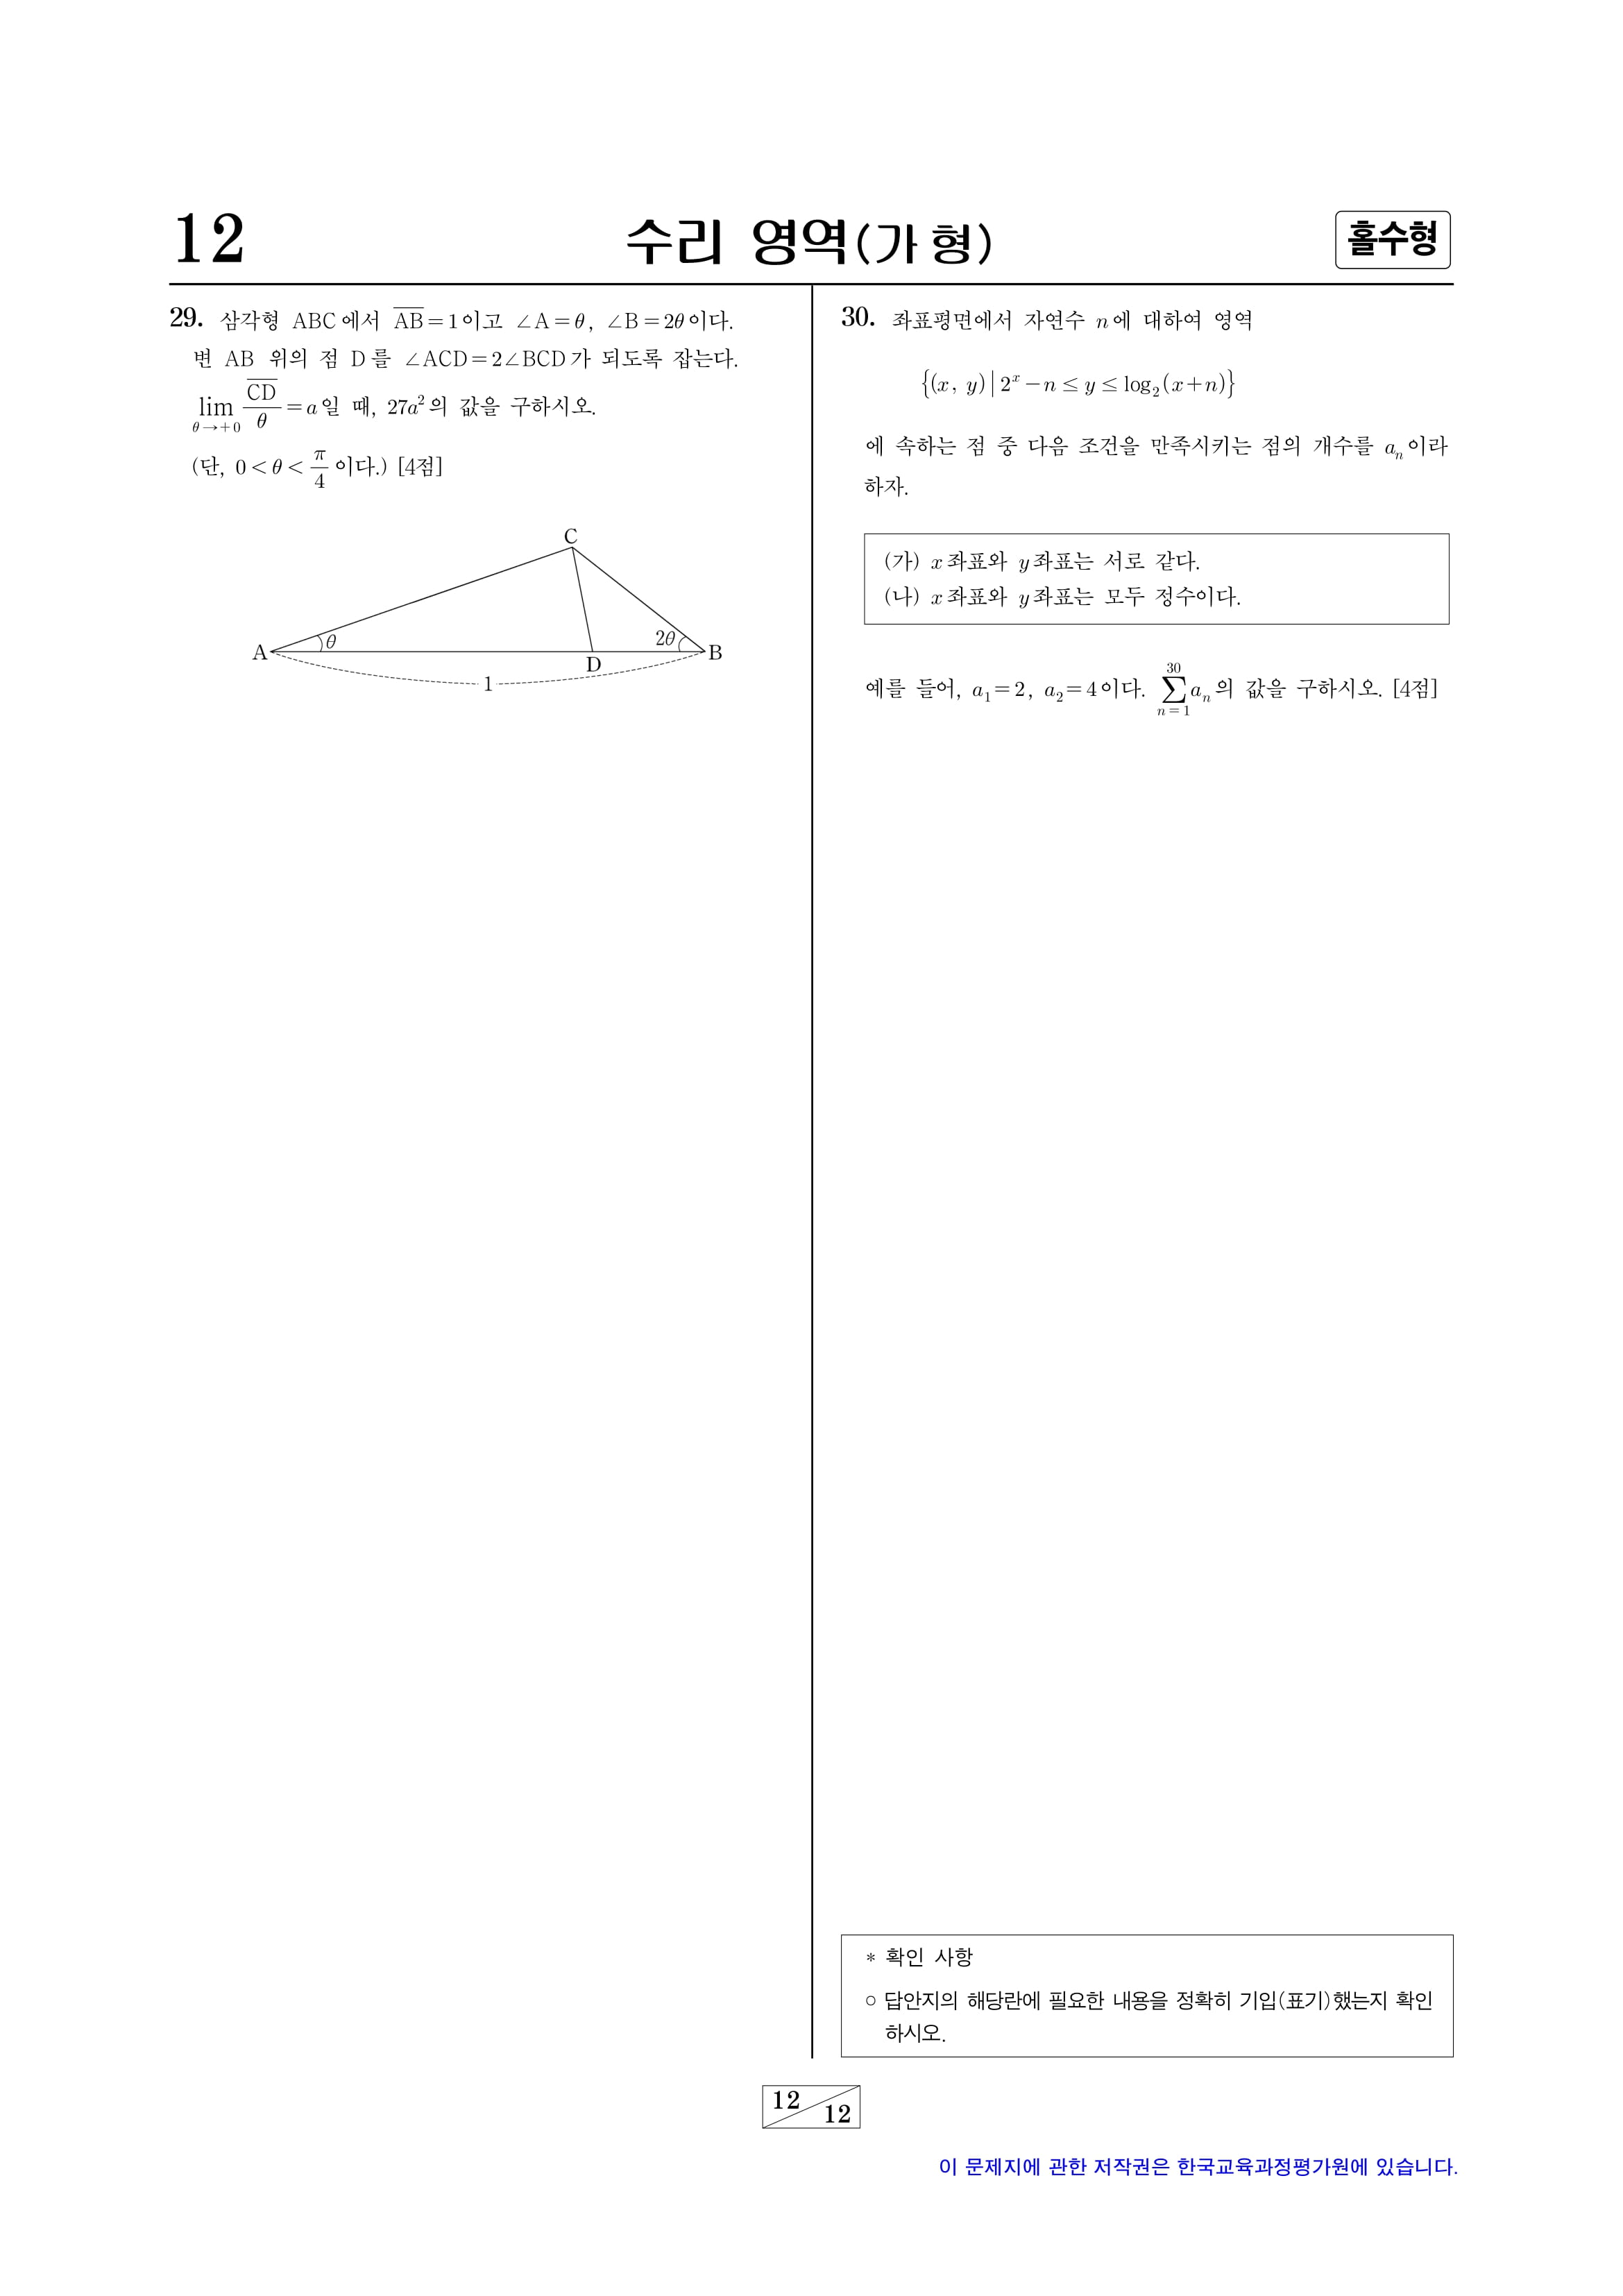 12
수리 영역(가 형)
홀수형
29. 삼각형 ABC에서 $\overline{AB}=1$이고 ∠A=θ, ∠B=2θ이다.
변 AB 위의 점 D를 ∠ACD=2∠BCD가 되도록 잡는다.
$\lim_{\theta \to +0} \frac{\overline{CD}}{\theta}=a$일 때, $27a^2$의 값을 구하시오.
(단, $0<\theta<\frac{\pi}{4}$이다.) [4점]
C
A
θ
2θ
B
D
1
30. 좌표평면에서 자연수 n에 대하여 영역
$\{(x, y) | 2^x-n \le y \le \log_2(x+n)\}$
에 속하는 점 중 다음 조건을 만족시키는 점의 개수를 $a_n$이라
하자.
(가) x좌표와 y좌표는 서로 같다.
(나) x좌표와 y좌표는 모두 정수이다.
예를 들어, $a_1=2$, $a_2=4$이다. $\sum_{n=1}^{30} a_n$의 값을 구하시오. [4점]
* 확인 사항
○ 답안지의 해당란에 필요한 내용을 정확히 기입(표기)했는지 확인
하시오.
12
12
이 문제지에 관한 저작권은 한국교육과정평가원에 있습니다.